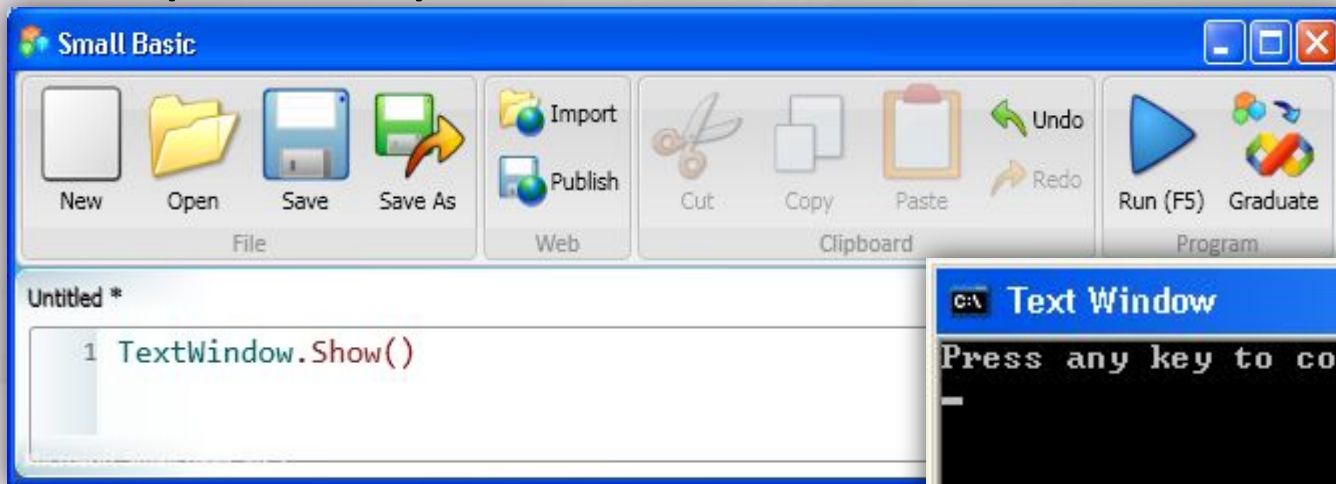 Small Basic
New
Open
Save
Save As
File
Import
Publish
Web
Cut
Copy
Paste
Undo
Redo
Clipboard
Run (F5)
Graduate
Program
Untitled *
1 TextWindow.Show()
C:\ Text Window
Press any key to co